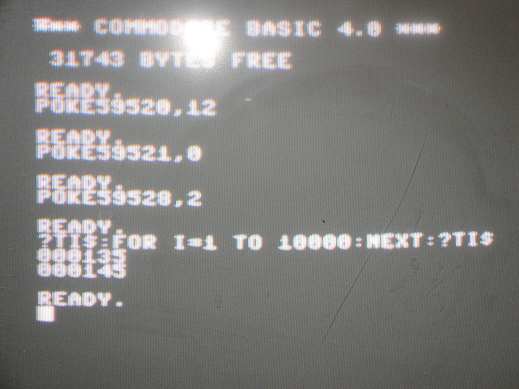 *** COMMODORE BASIC 4.0 ***
31743 BYTES FREE
READY.
POKE59520,12
READY.
POKE59521,0
READY.
POKE59528,2
READY.
?TI$:FOR I=1 TO 10000:NEXT:?TI$
000135
000145
READY.